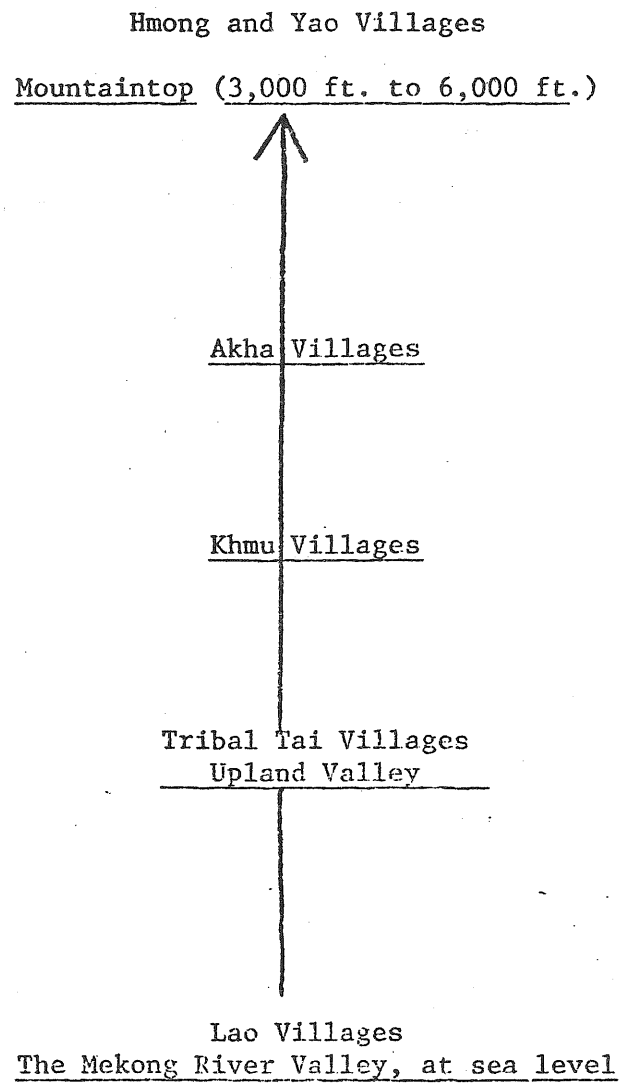 Hmong and Yao Villages
Mountaintop (3,000 ft. to 6,000 ft.)
Akha Villages
Khmu Villages
Tribal Tai Villages
Upland Valley
Lao Villages
The Mekong River Valley, at sea level